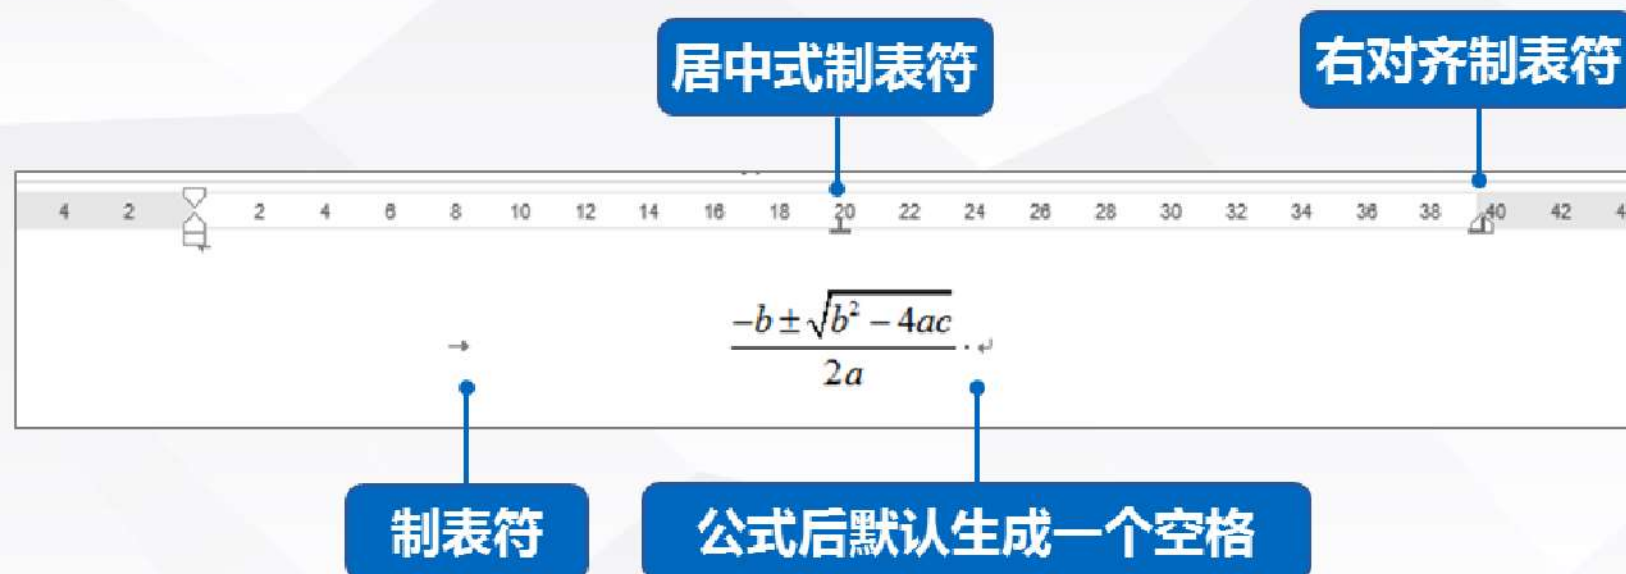 居中式制表符
右对齐制表符
4 2 2 4 6 8 10 12 14 16 18 20 22 24 26 28 30 32 34 36 38 40 42 4
→ −b ± √b² − 4ac · ↵
2a
制表符
公式后默认生成一个空格